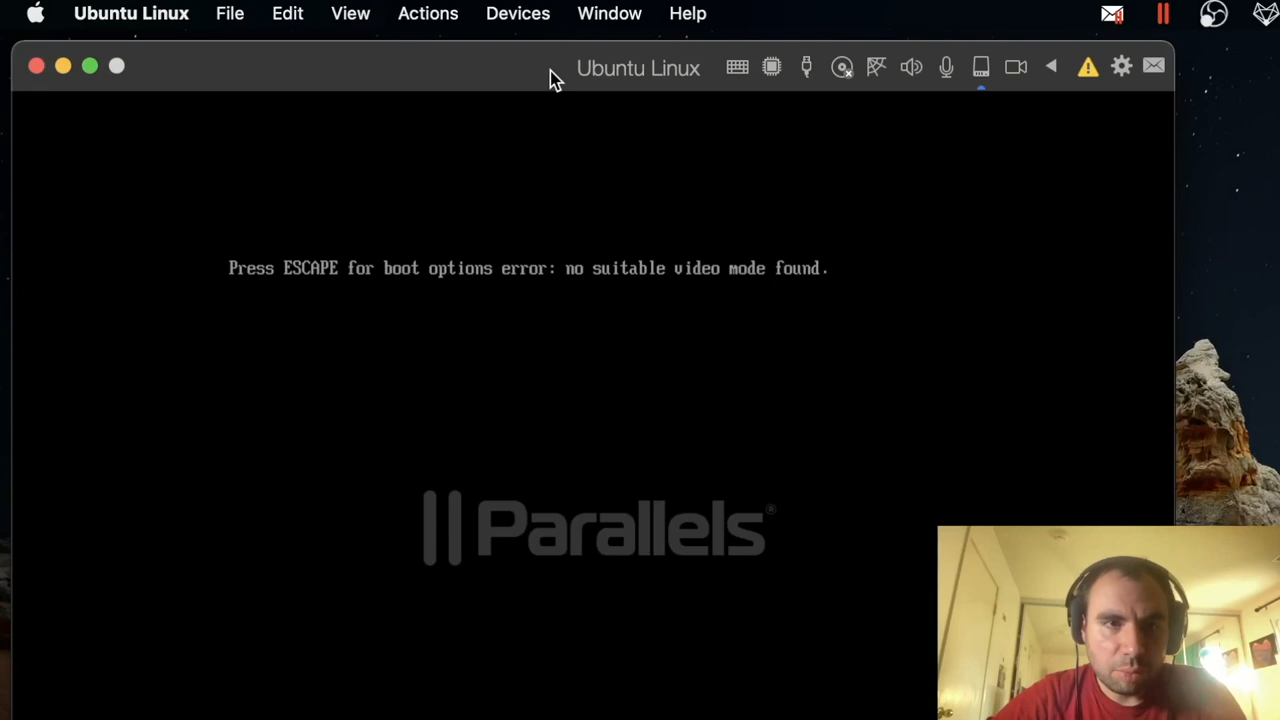 Ubuntu Linux File Edit View Actions Devices Window Help
Ubuntu Linux
Press ESCAPE for boot options error: no suitable video mode found.
Parallels®